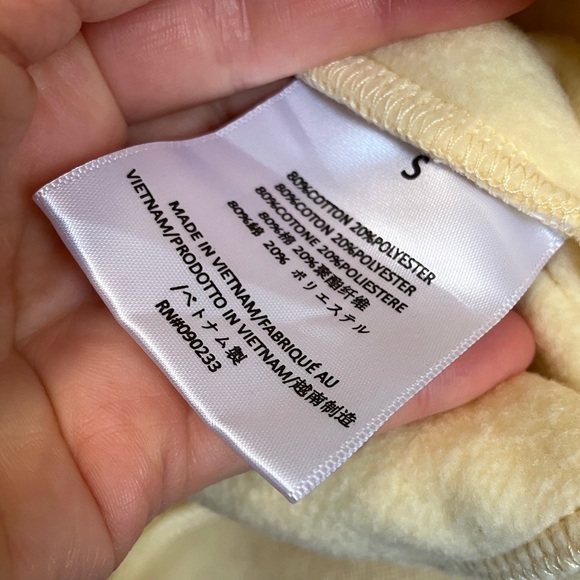 S
80%COTTON 20%POLYESTER
80%COTON 20%POLYESTER
80%COTONE 20%POLIESTERE
80%棉 20%聚酯纤维
80%綿 20% ポリエステル
MADE IN VIETNAM/FABRIQUÉ AU
VIETNAM/PRODOTTO IN VIETNAM/越南制造
/ベトナム製
RN#090233